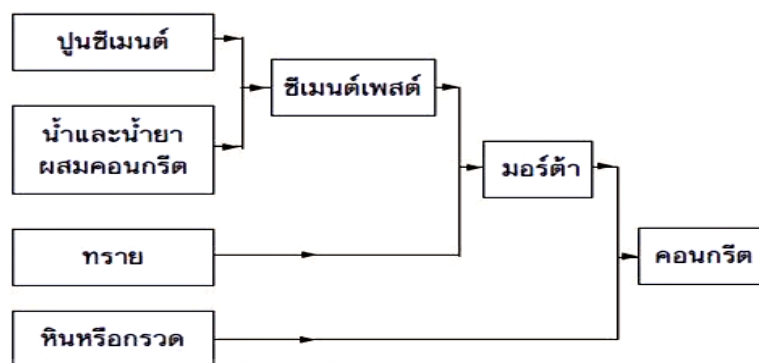 ปูนซีเมนต์
ซีเมนต์เพสต์
น้ำและน้ำยา
ผสมคอนกรีต
มอร์ต้า
ทราย
คอนกรีต
หินหรือกรวด